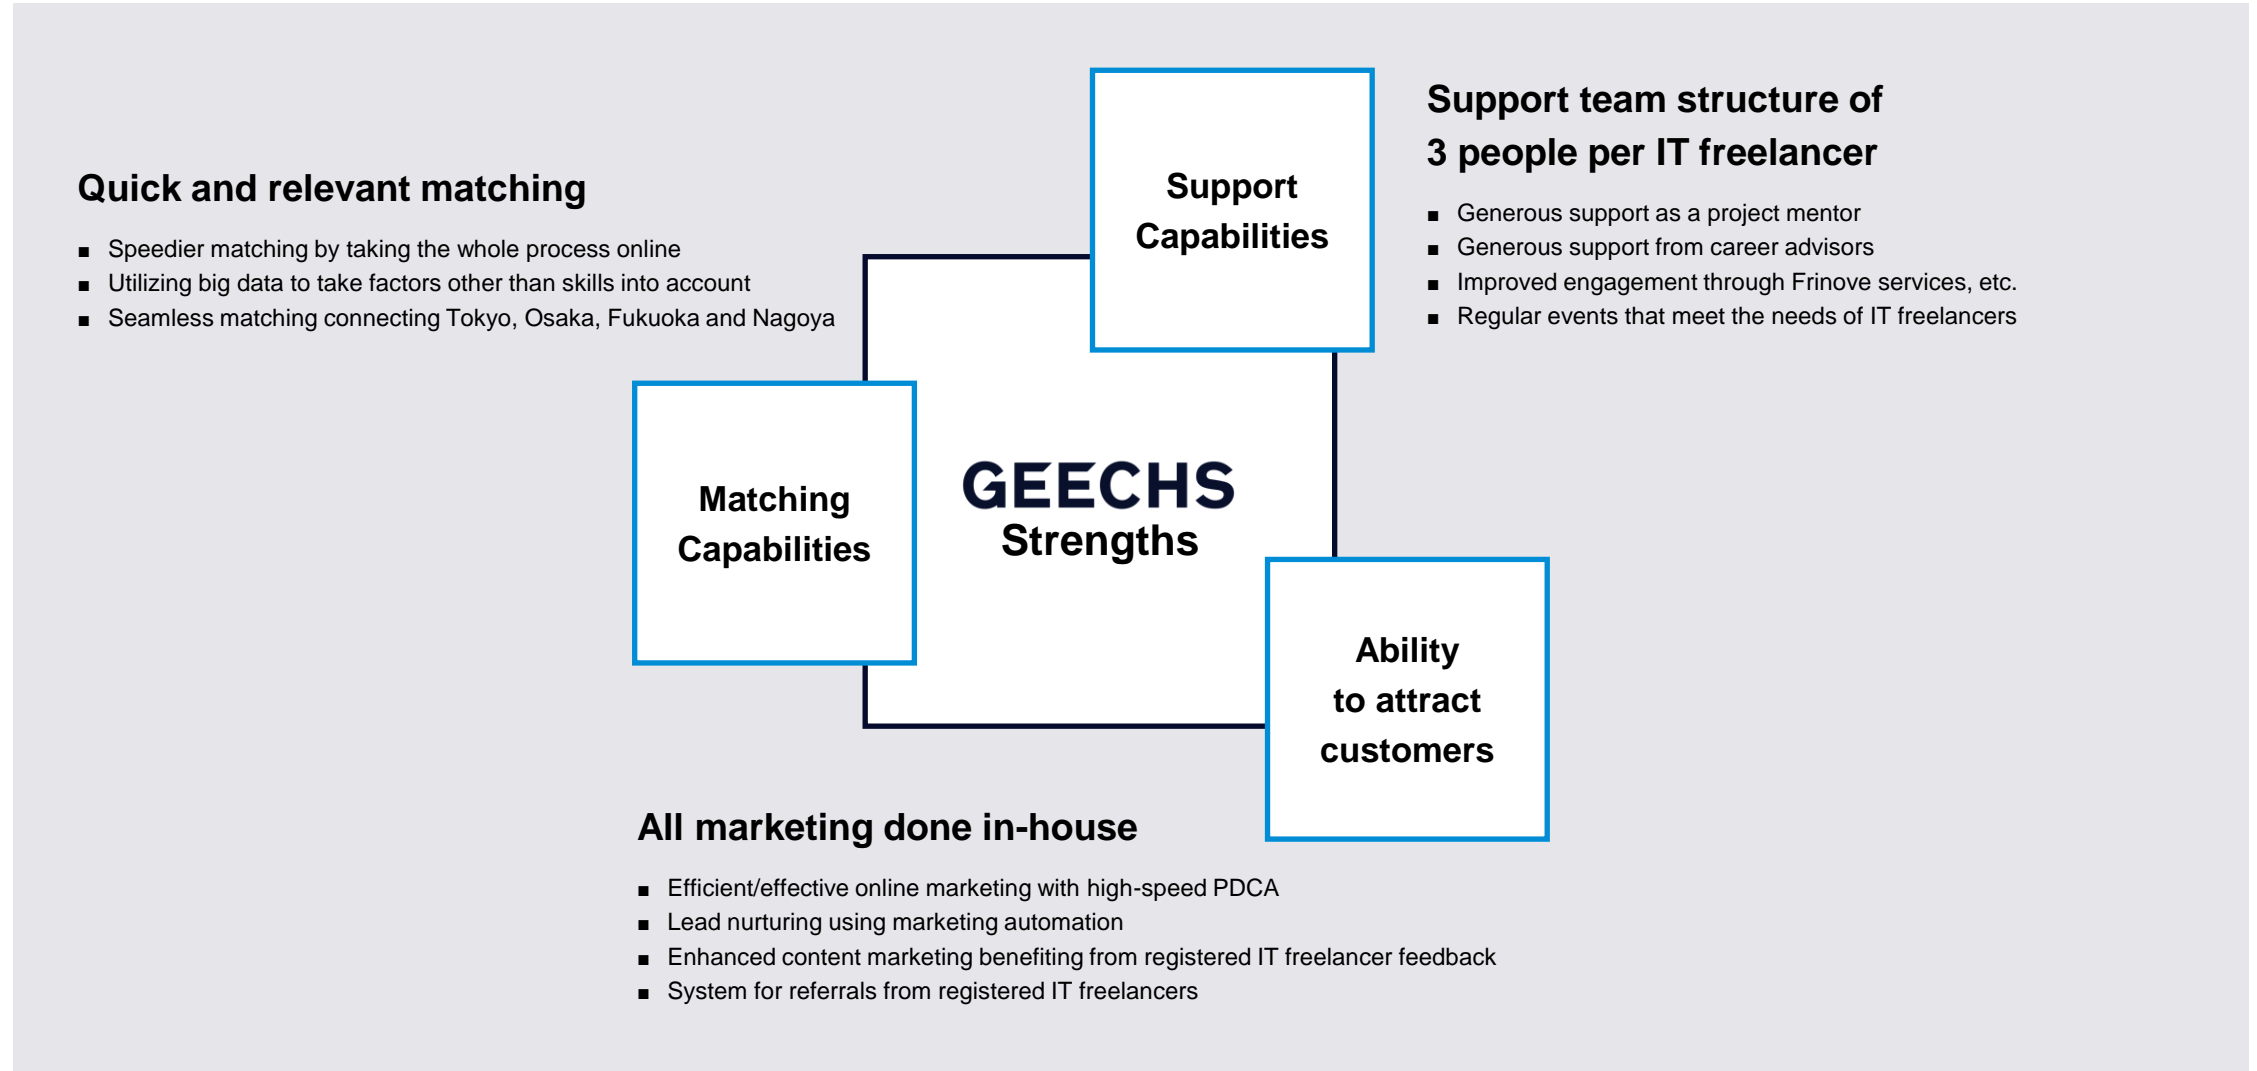 Quick and relevant matching
■ Speedier matching by taking the whole process online
■ Utilizing big data to take factors other than skills into account
■ Seamless matching connecting Tokyo, Osaka, Fukuoka and Nagoya
Support
Capabilities
Support team structure of
3 people per IT freelancer
■ Generous support as a project mentor
■ Generous support from career advisors
■ Improved engagement through Frinove services, etc.
■ Regular events that meet the needs of IT freelancers
Matching
Capabilities
GEECHS
Strengths
Ability
to attract
customers
All marketing done in-house
■ Efficient/effective online marketing with high-speed PDCA
■ Lead nurturing using marketing automation
■ Enhanced content marketing benefiting from registered IT freelancer feedback
■ System for referrals from registered IT freelancers